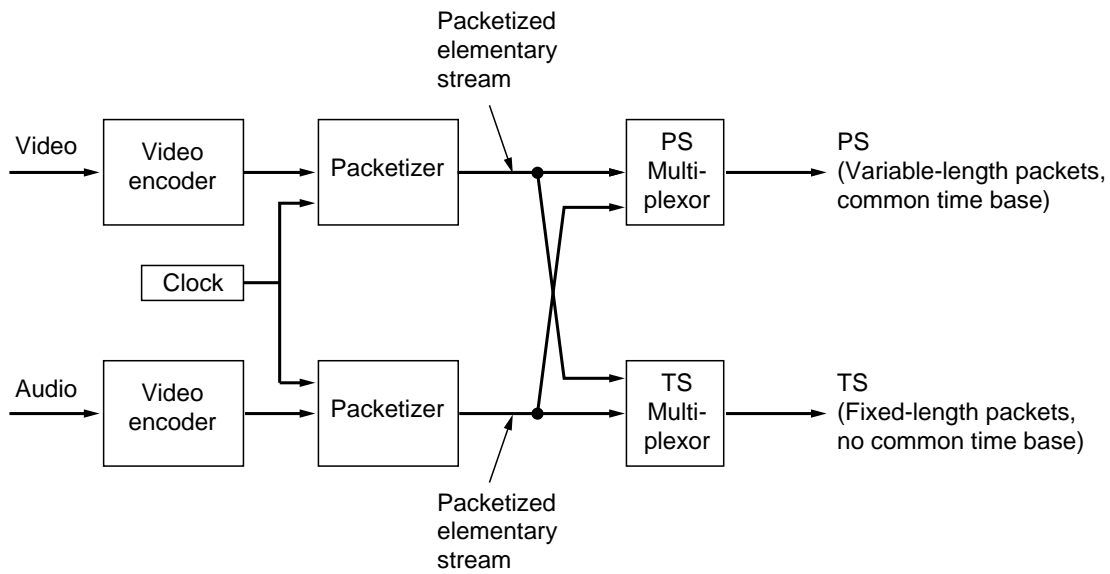 Packetized
elementary
stream
Video
Video
encoder
Packetizer
PS
Multi-
plexor
PS
(Variable-length packets,
common time base)
Clock
Audio
Video
encoder
Packetizer
TS
Multi-
plexor
TS
(Fixed-length packets,
no common time base)
Packetized
elementary
stream